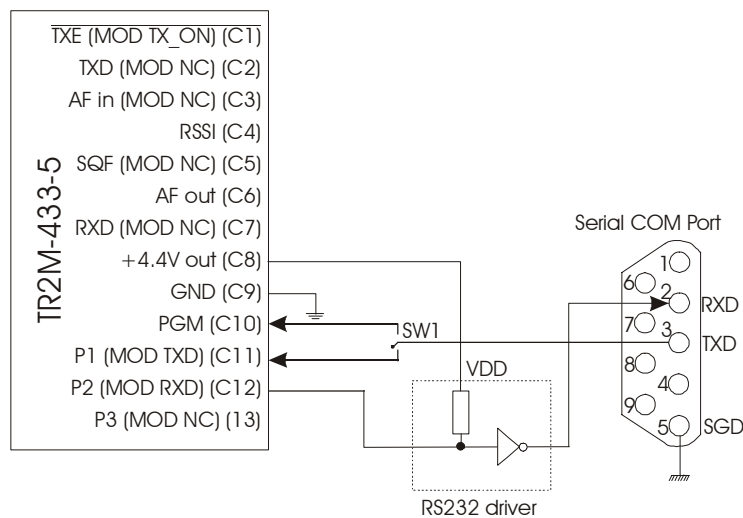 TXE (MOD TX_ON) (C1)
TXD (MOD NC) (C2)
AF in (MOD NC) (C3)
RSSI (C4)
SQF (MOD NC) (C5)
AF out (C6)
RXD (MOD NC) (C7)
+4.4V out (C8)
GND (C9)
PGM (C10)
P1 (MOD TXD) (C11)
P2 (MOD RXD) (C12)
P3 (MOD NC) (13)
TR2M-433-5
SW1
VDD
RS232 driver
Serial COM Port
1
6
2
RXD
7
3
TXD
8
4
9
5
SGD